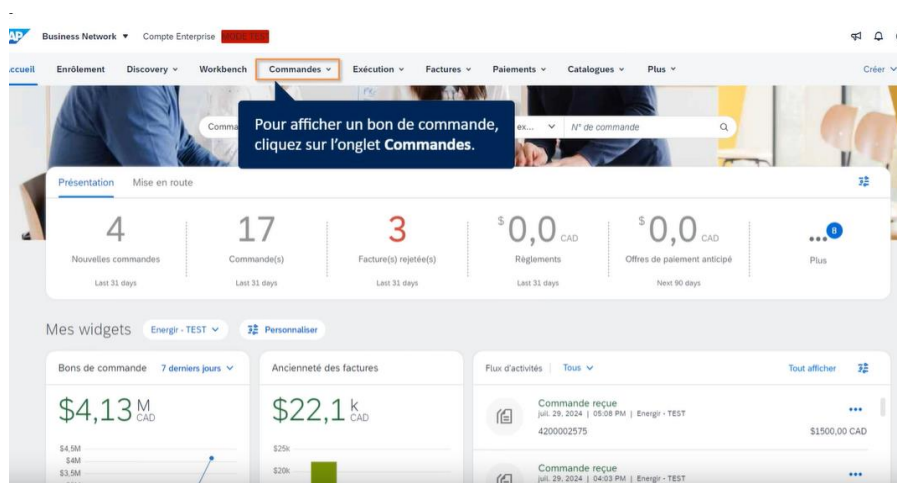 -
SAP
Business Network ▼ Compte Enterprise MODE TEST
Accueil Enrôlement Discovery Workbench Commandes Exécution Factures Paiements Catalogues Plus Créer
Comma
ex... N° de commande
Pour afficher un bon de commande,
cliquez sur l'onglet Commandes.
Présentation Mise en route
4 17 3 $0,0 CAD $0,0 CAD ... 8
Nouvelles commandes Commande(s) Facture(s) rejetée(s) Règlements Offres de paiement anticipé Plus
Last 31 days Last 31 days Last 31 days Last 31 days Next 90 days
Mes widgets Energir - TEST Personnaliser
Bons de commande 7 derniers jours Ancienneté des factures Flux d'activités Tous Tout afficher
$4,13 M CAD $22,1 k CAD
Commande reçue
juil. 29, 2024 | 05:08 PM | Energir - TEST
4200002575 $1500,00 CAD
$4,5M $25k
$4M
$3,5M $20k
Commande reçue
juil. 29, 2024 | 04:03 PM | Energir - TEST